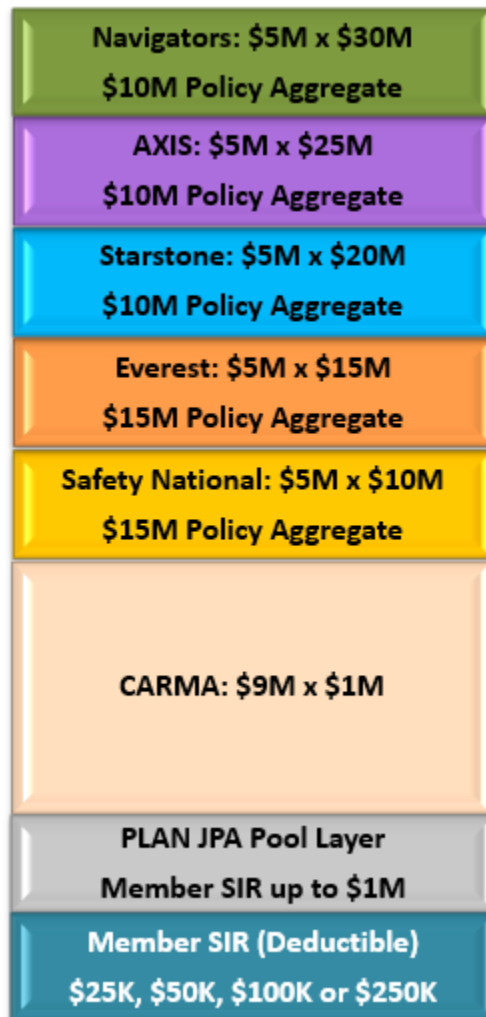 Navigators: $5M x $30M
$10M Policy Aggregate
AXIS: $5M x $25M
$10M Policy Aggregate
Starstone: $5M x $20M
$10M Policy Aggregate
Everest: $5M x $15M
$15M Policy Aggregate
Safety National: $5M x $10M
$15M Policy Aggregate
CARMA: $9M x $1M
PLAN JPA Pool Layer
Member SIR up to $1M
Member SIR (Deductible)
$25K, $50K, $100K or $250K